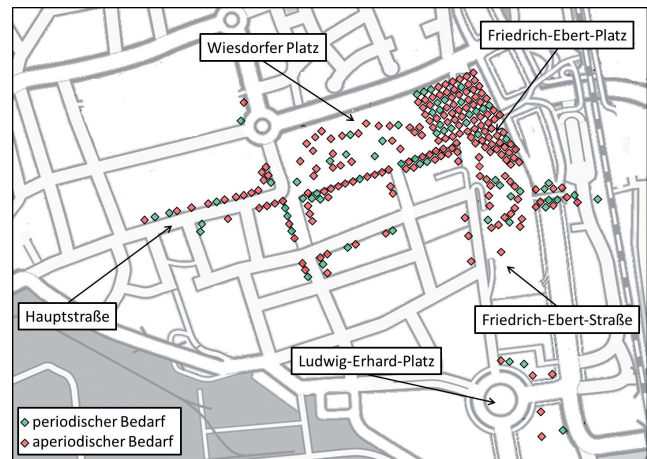 Wiesdorfer Platz
Friedrich-Ebert-Platz
Hauptstraße
Friedrich-Ebert-Straße
Ludwig-Erhard-Platz
periodischer Bedarf
aperiodischer Bedarf